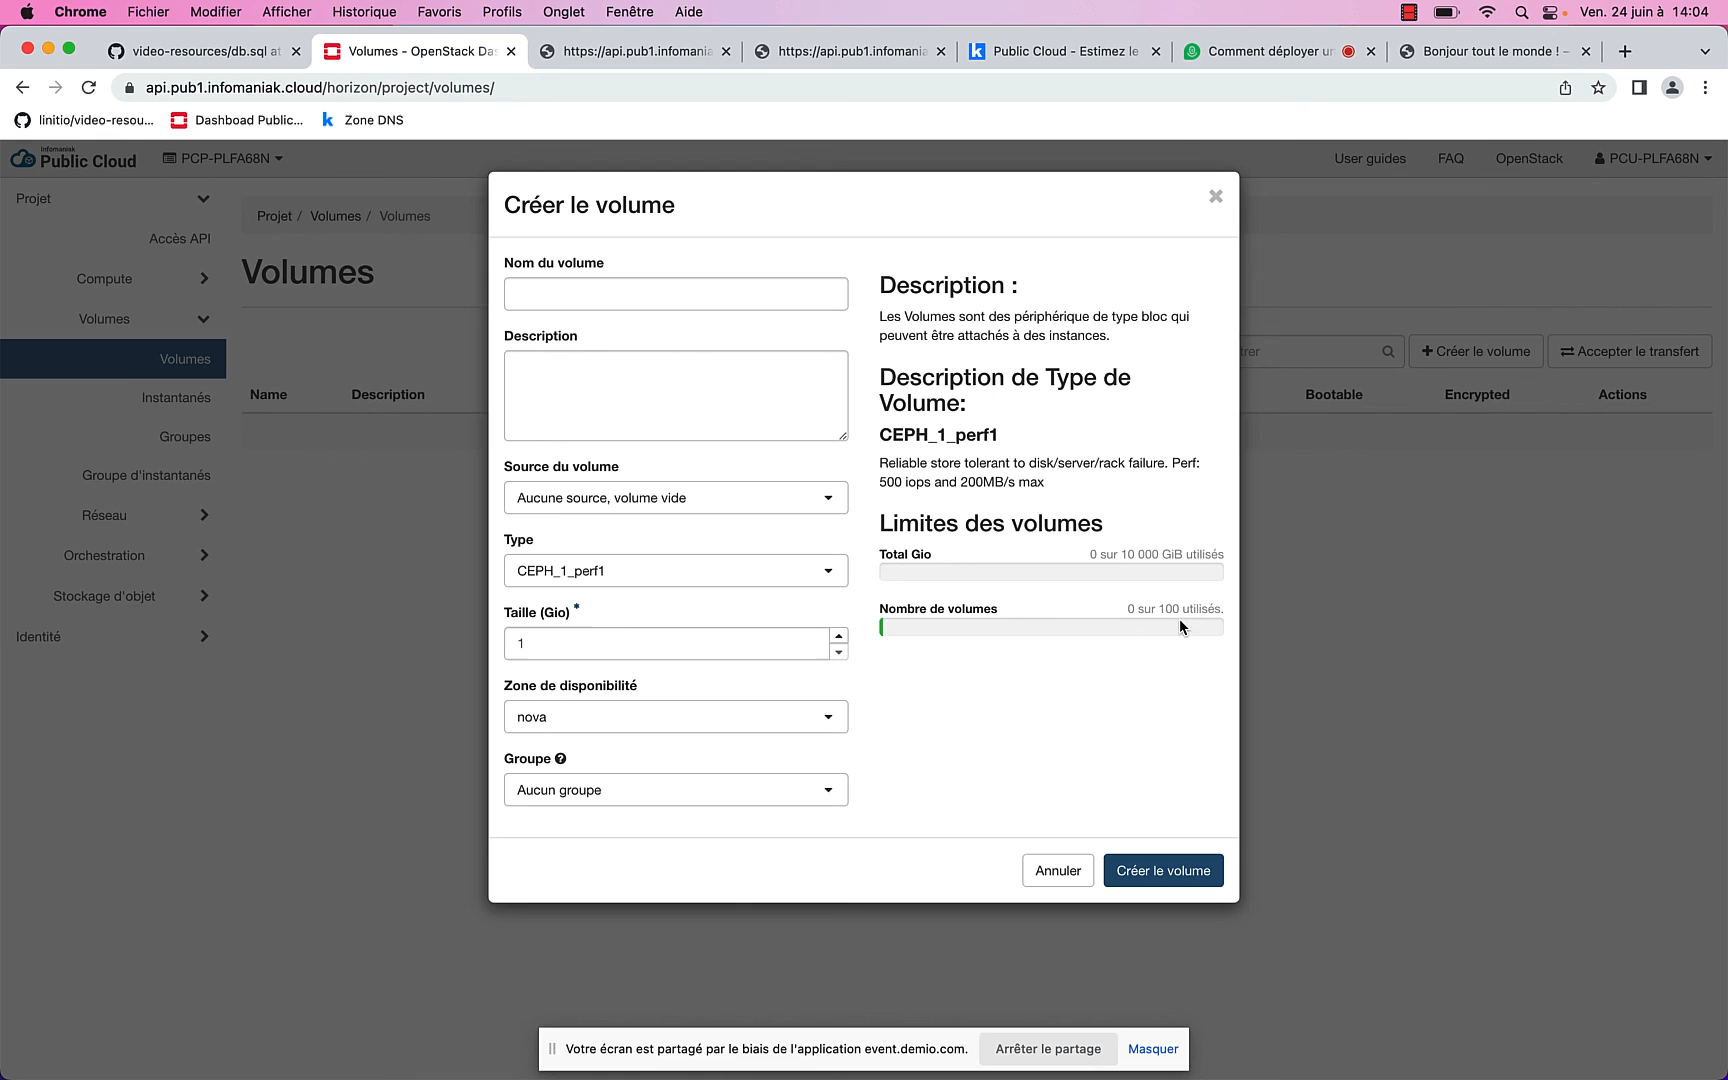 Chrome Fichier Modifier Afficher Historique Favoris Profils Onglet Fenêtre Aide Ven. 24 juin à 14:04
video-resources/db.sql at Volumes - OpenStack Das https://api.pub1.infomania https://api.pub1.infomania Public Cloud - Estimez le Comment déployer un Bonjour tout le monde ! –
api.pub1.infomaniak.cloud/horizon/project/volumes/
linitio/video-resou... Dashboad Public... Zone DNS
infomaniak
Public Cloud PCP-PLFA68N User guides FAQ OpenStack PCU-PLFA68N
Projet
Accès API
Compute
Volumes
Volumes
Instantanés
Groupes
Groupe d'instantanés
Réseau
Orchestration
Stockage d'objet
Identité
Projet / Volumes / Volumes
Volumes
trer Créer le volume Accepter le transfert
Name Description Bootable Encrypted Actions
Créer le volume
Nom du volume
Description
Source du volume
Aucune source, volume vide
Type
CEPH_1_perf1
Taille (Gio) *
1
Zone de disponibilité
nova
Groupe
Aucun groupe
Description :
Les Volumes sont des périphérique de type bloc qui
peuvent être attachés à des instances.
Description de Type de
Volume:
CEPH_1_perf1
Reliable store tolerant to disk/server/rack failure. Perf:
500 iops and 200MB/s max
Limites des volumes
Total Gio 0 sur 10 000 GiB utilisés
Nombre de volumes 0 sur 100 utilisés.
Annuler Créer le volume
Votre écran est partagé par le biais de l'application event.demio.com. Arrêter le partage Masquer